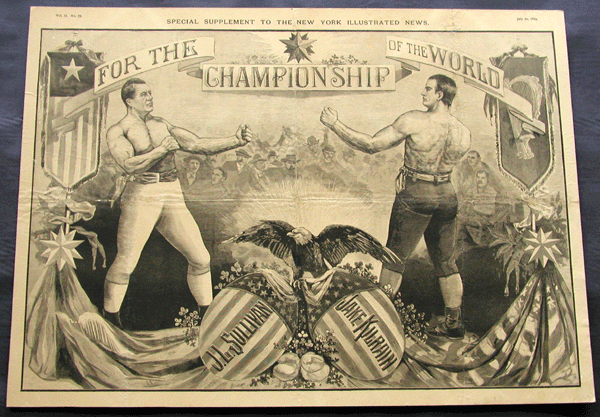 SPECIAL SUPPLEMENT TO THE NEW YORK ILLUSTRATED NEWS.
FOR THE
CHAMPIONSHIP
OF THE WORLD
J.L. SULLIVAN
JAKE KILRAIN